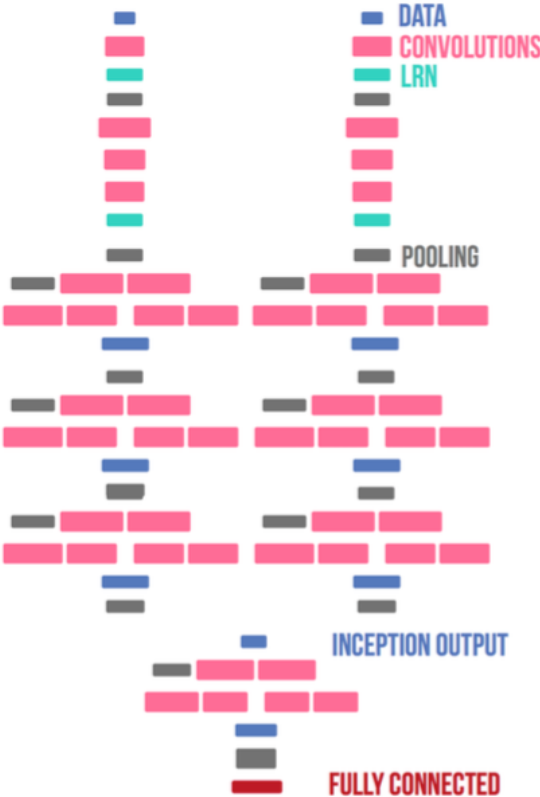 DATA
CONVOLUTIONS
LRN
POOLING
INCEPTION OUTPUT
FULLY CONNECTED